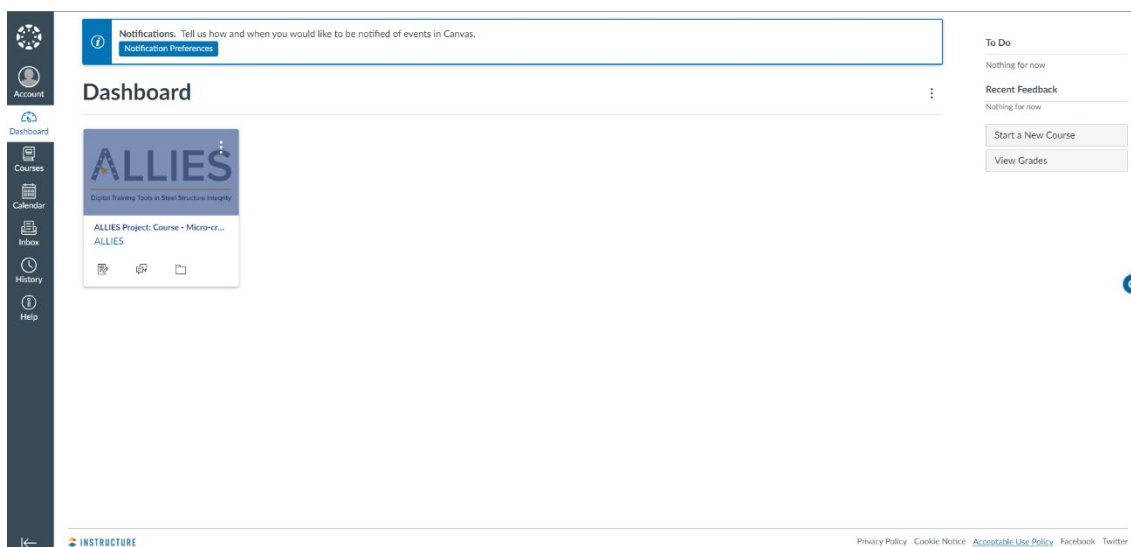 Account
Dashboard
Courses
Calendar
Inbox
History
Help
Notifications. Tell us how and when you would like to be notified of events in Canvas.
Notification Preferences
Dashboard
ALLIES
Digital Training Tools in Steel Structure Integrity
ALLIES Project: Course - Micro-cr...
ALLIES
To Do
Nothing for now
Recent Feedback
Nothing for now
Start a New Course
View Grades
INSTRUCTURE
Privacy Policy Cookie Notice Acceptable Use Policy Facebook Twitter